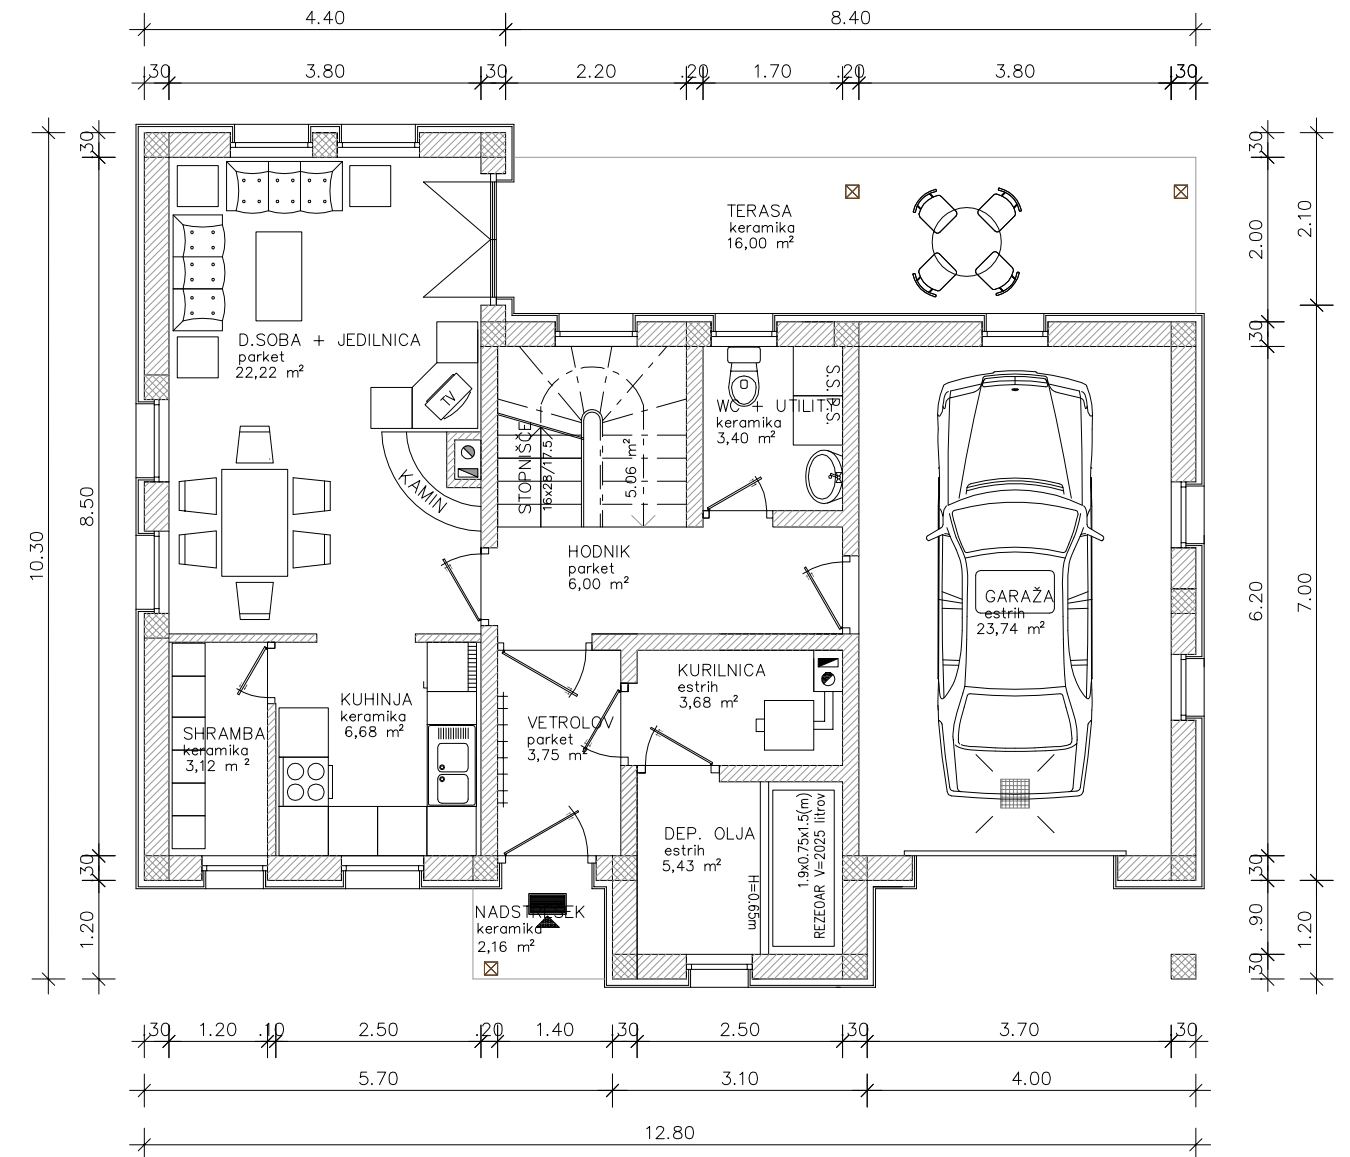 4.40 8.40
.30 3.80 .30 2.20 .20 1.70 .20 3.80 .30
.30
8.50
.30
1.20
10.30
.30
2.00
.30
6.20
.30
.90
.30
2.10
7.00
1.20
TERASA
keramika
16,00 m²
D.SOBA + JEDILNICA
parket
22,22 m²
TV
KAMIN
STOPNIŠČE
16x28/17.5
5.06 m²
WC + UTILITY
keramika
3,40 m²
S.S.
P.S.
HODNIK
parket
6,00 m²
GARAŽA
estrih
23,74 m²
KURILNICA
estrih
3,68 m²
KUHINJA
keramika
6,68 m²
SHRAMBA
keramika
3,12 m²
VETROLOV
parket
3,75 m²
DEP. OLJA
estrih
5,43 m²
H=0.65m
1.9x0.75x1.5(m)
REZEOAR V=2025 litrov
NADSTREŠEK
keramika
2,16 m²
.30 1.20 .10 2.50 .20 1.40 .30 2.50 .30 3.70 .30
5.70 3.10 4.00
12.80